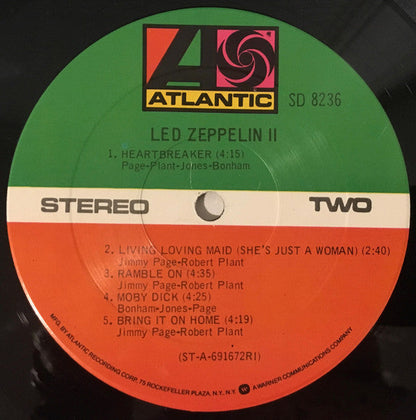 ATLANTIC
SD 8236
LED ZEPPELIN II
1. HEARTBREAKER (4:15)
Page-Plant-Jones-Bonham
STEREO TWO
2. LIVING LOVING MAID (SHE'S JUST A WOMAN) (2:40)
Jimmy Page-Robert Plant
3. RAMBLE ON (4:35)
Jimmy Page-Robert Plant
4. MOBY DICK (4:25)
Bonham-Jones-Page
5. BRING IT ON HOME (4:19)
Jimmy Page-Robert Plant
(ST-A-691672RI)
MFG. BY ATLANTIC RECORDING CORP., 75 ROCKEFELLER PLAZA, N.Y., N.Y. A WARNER COMMUNICATIONS COMPANY